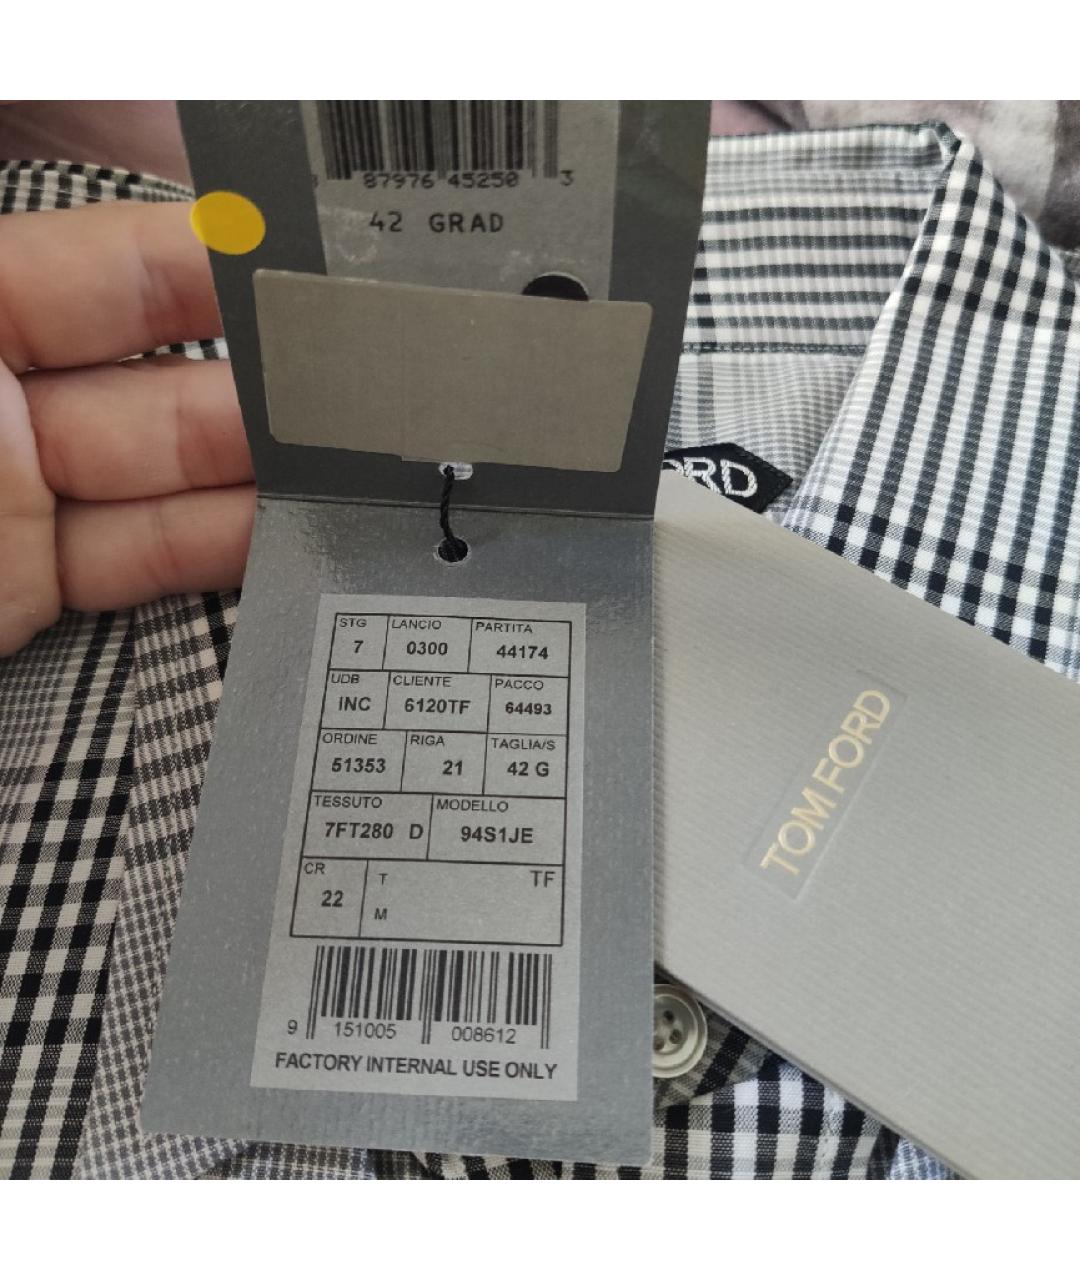 87976 45250 3
42 GRAD
ORD
STG LANCIO PARTITA
7 0300 44174
UDB CLIENTE PACCO
INC 6120TF 64493
ORDINE RIGA TAGLIA/S
51353 21 42 G
TESSUTO MODELLO
7FT280 D 94S1JE
CR T TF
22 M
9 151005 008612
FACTORY INTERNAL USE ONLY
TOM FORD